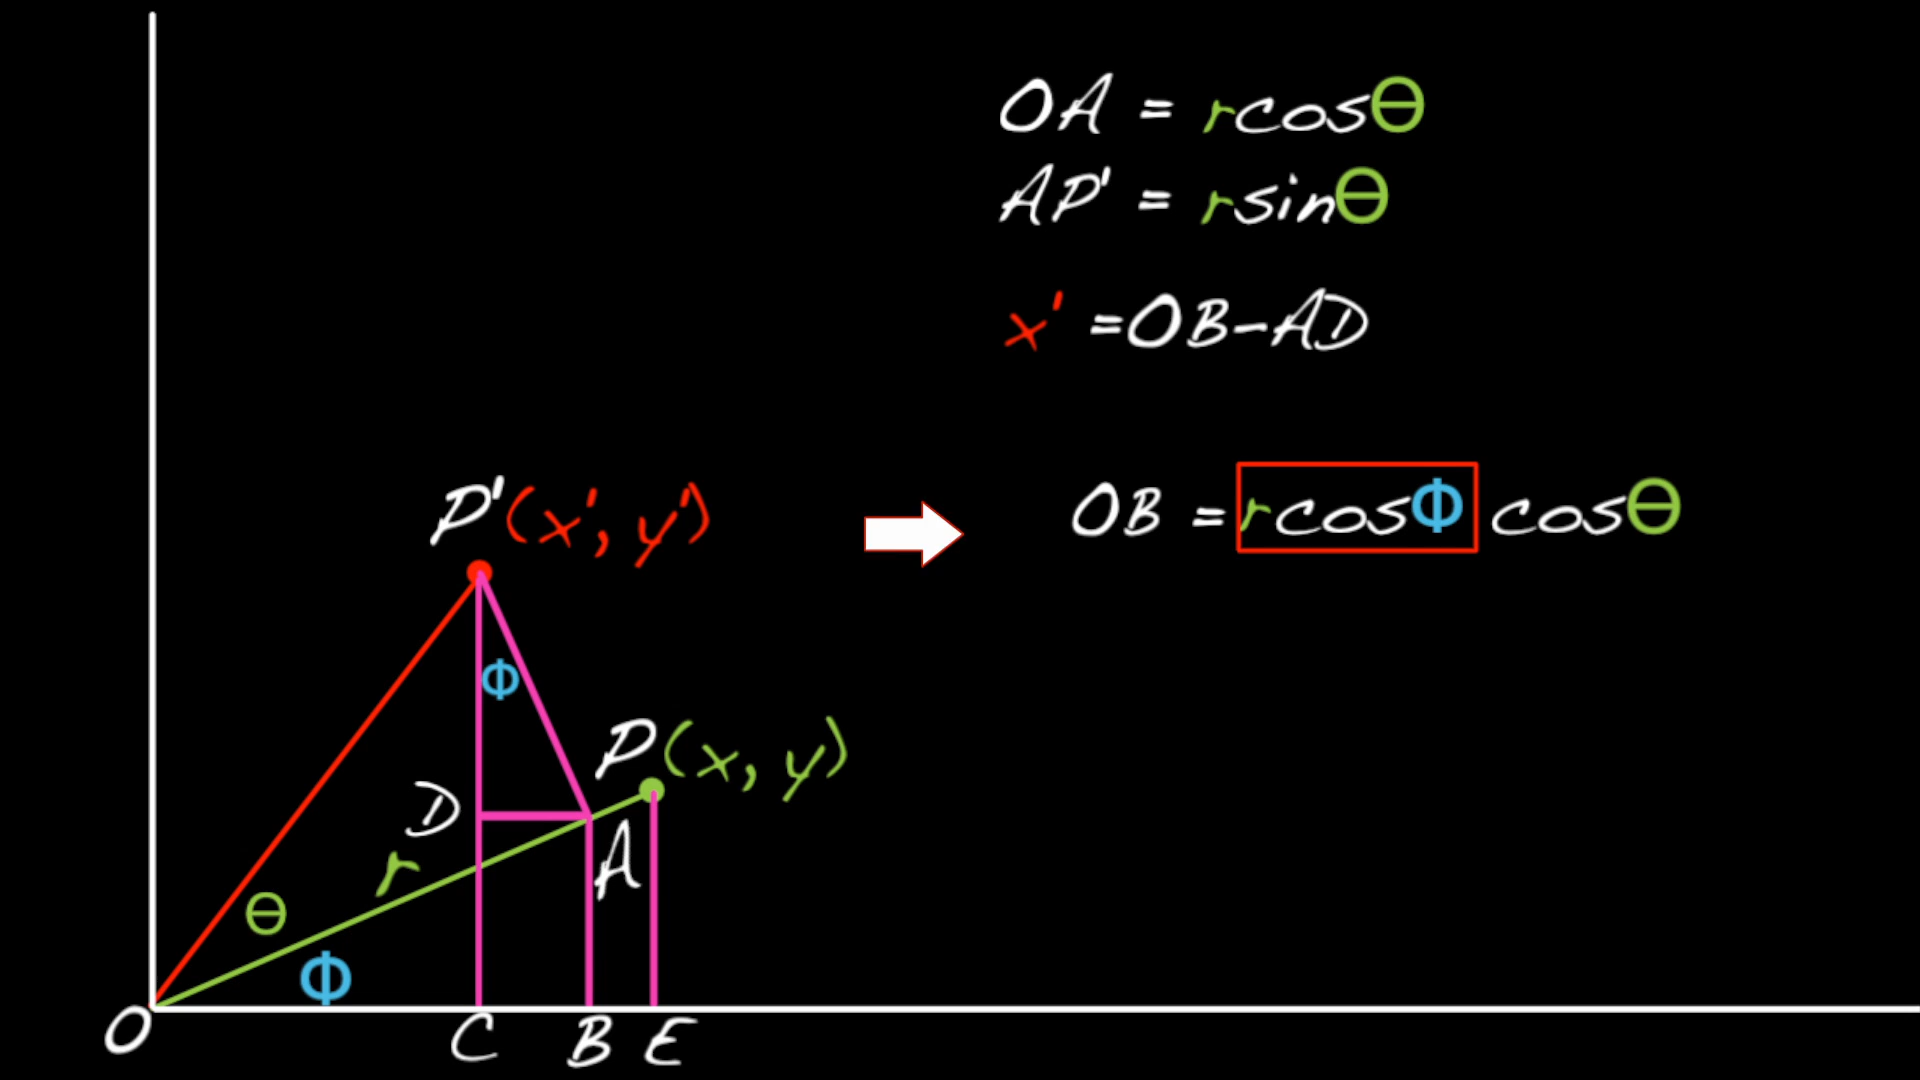 OA = rcosΘ
AP' = rsinΘ
x' =OB-AD
P'(x', y')
OB = rcosΦ cosΘ
Φ
P(x, y)
D
A
r
Θ
Φ
O
C
B
E